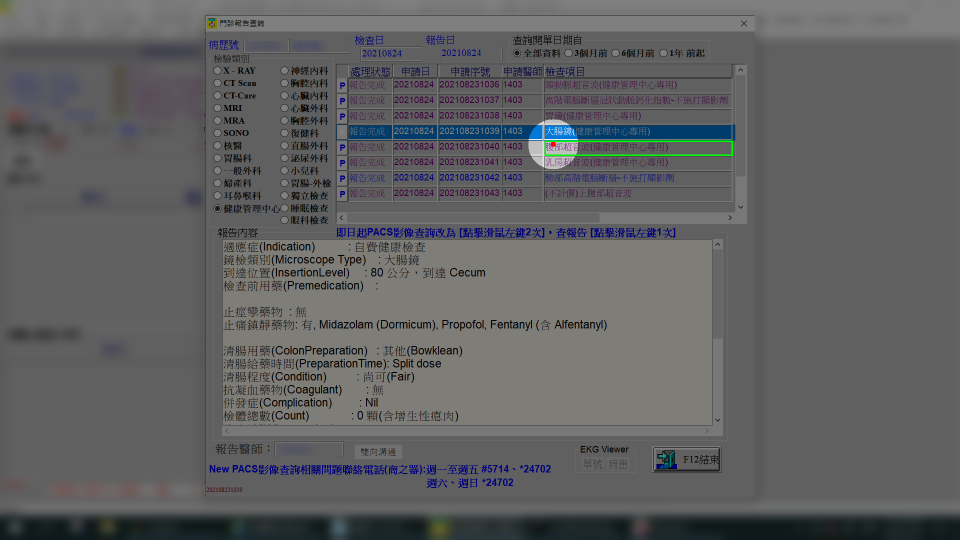 門診報告查詢
病歷號
檢查日
20210824
報告日
20210824
查詢開單日期自
全部資料 3個月前 6個月前 1年 前起
檢驗類別
X - RAY 神經內科
CT Scan 胸腔內科
CT-Care 心臟內科
MRI 心臟外科
MRA 胸腔外科
SONO 復健科
核醫 直腸外科
胃腸科 泌尿外科
一般外科 小兒科
婦產科 胃腸-外檢
耳鼻喉科 獨立檢查
健康管理中心 睡眠檢查
眼科檢查
處理狀態 申請日 申請序號 申請醫師 檢查項目
P 報告完成 20210824 202108231036 1403 頸動脈超音波(健康管理中心專用)
P 報告完成 20210824 202108231037 1403 高階電腦斷層冠狀動脈鈣化指數-不施打顯影劑
P 報告完成 20210824 202108231038 1403 胃鏡(健康管理中心專用)
報告完成 20210824 202108231039 1403 大腸鏡(健康管理中心專用)
P 報告完成 20210824 202108231040 1403 腹部超音波(健康管理中心專用)
P 報告完成 20210824 202108231041 1403 乳房超音波(健康管理中心專用)
P 報告完成 20210824 202108231042 1403 肺部高階電腦斷層-不施打顯影劑
P 報告完成 20210824 202108231043 1403 (不計價)上腹部超音波
報告內容
即日起PACS影像查詢改為 [點擊滑鼠左鍵2次]，查報告 [點擊滑鼠左鍵1次]
適應症(Indication) : 自費健康檢查
鏡檢類別(Microscope Type) : 大腸鏡
到達位置(InsertionLevel) : 80 公分，到達 Cecum
檢查前用藥(Premedication) :
止痙攣藥物 : 無
止痛鎮靜藥物: 有, Midazolam (Dormicum), Propofol, Fentanyl (含 Alfentanyl)
清腸用藥(ColonPreparation) : 其他(Bowklean)
清腸給藥時間(PreparationTime): Split dose
清腸程度(Condition) : 尚可(Fair)
抗凝血藥物(Coagulant) : 無
併發症(Complication) : Nil
檢體總數(Count) : 0 顆(含增生性瘜肉)
報告醫師：
雙向溝通
EKG Viewer
單號 病患
F12結束
New PACS影像查詢相關問題聯絡電話(商之器):週一至週五 #5714、*24702
週六、週日 *24702
202108231039